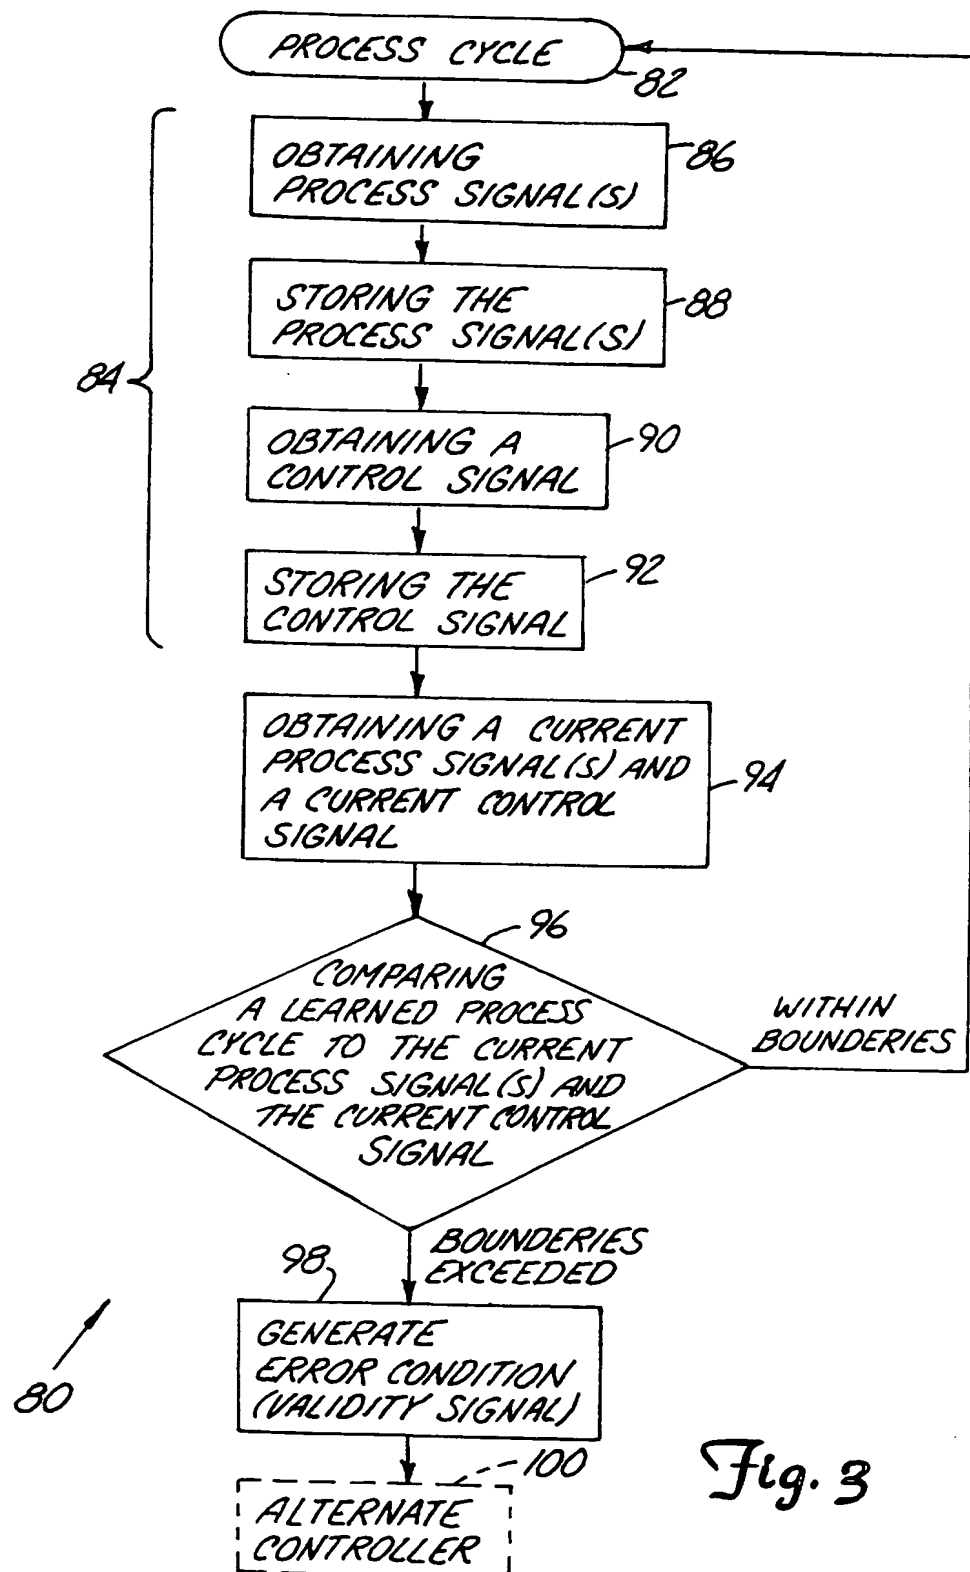 PROCESS CYCLE
82
OBTAINING
PROCESS SIGNAL(S)
86
STORING THE
PROCESS SIGNAL(S)
88
84
OBTAINING A
CONTROL SIGNAL
90
STORING THE
CONTROL SIGNAL
92
OBTAINING A CURRENT
PROCESS SIGNAL(S) AND
A CURRENT CONTROL
SIGNAL
94
96
COMPARING
A LEARNED PROCESS
CYCLE TO THE CURRENT
PROCESS SIGNAL(S) AND
THE CURRENT CONTROL
SIGNAL
WITHIN
BOUNDERIES
BOUNDERIES
EXCEEDED
98
GENERATE
ERROR CONDITION
(VALIDITY SIGNAL)
80
100
ALTERNATE
CONTROLLER
Fig. 3